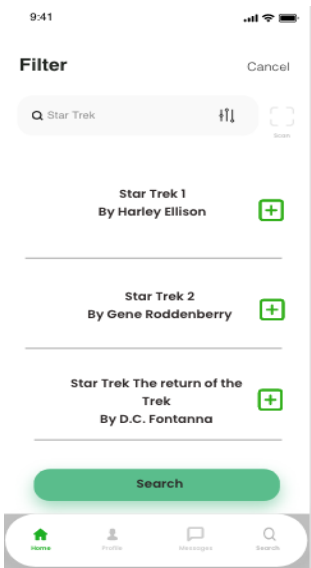 9:41
Filter
Cancel
Star Trek
Scan
Star Trek 1
By Harley Ellison
Star Trek 2
By Gene Roddenberry
Star Trek The return of the
Trek
By D.C. Fontanna
Search
Home
Profile
Messages
Search